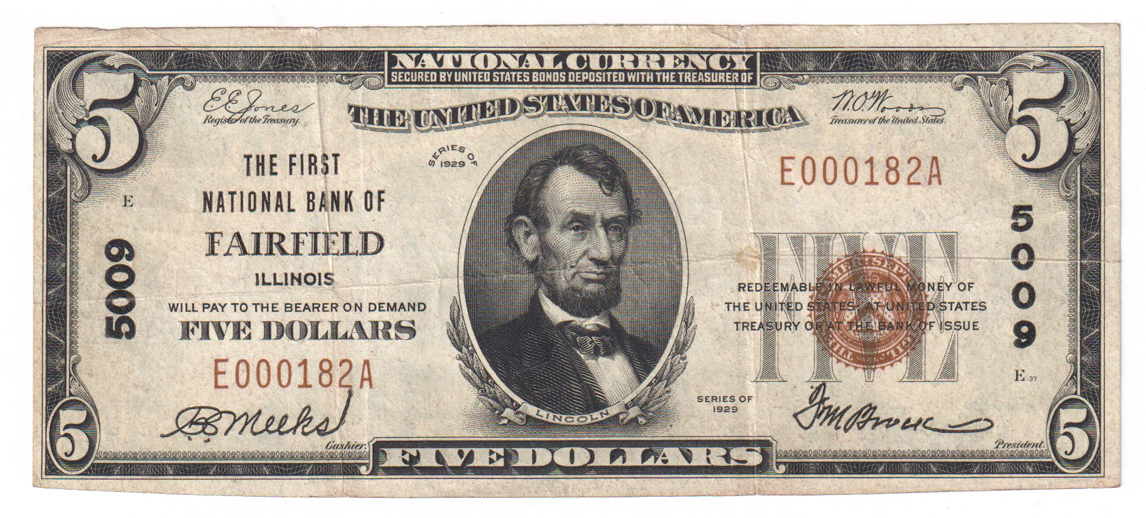 NATIONAL CURRENCY
SECURED BY UNITED STATES BONDS DEPOSITED WITH THE TREASURER OF
THE UNITED STATES OF AMERICA
5
5
E.E. Jones
Register of the Treasury.
W.O. Woods
Treasurer of the United States.
SERIES OF
1929
THE FIRST
NATIONAL BANK OF
FAIRFIELD
ILLINOIS
WILL PAY TO THE BEARER ON DEMAND
FIVE DOLLARS
E000182A
E
5009
E000182A
5009
FIVE
REDEEMABLE IN LAWFUL MONEY OF
THE UNITED STATES AT UNITED STATES
TREASURY OR AT THE BANK OF ISSUE
E-37
SERIES OF
1929
LINCOLN
Meeks
Cashier.
President.
5
FIVE DOLLARS
5